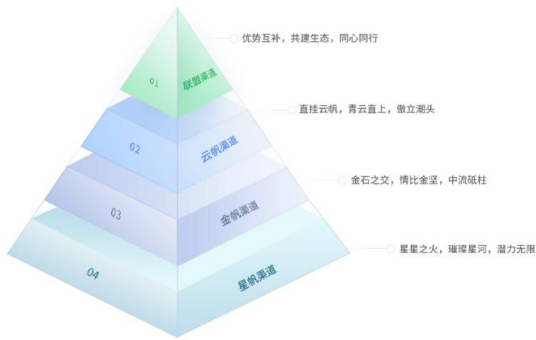 优势互补，共建生态，同心同行
01
联盟渠道
直挂云帆，青云直上，傲立潮头
02
云帆渠道
金石之交，情比金坚，中流砥柱
03
金帆渠道
星星之火，璀璨星河，潜力无限
04
星帆渠道